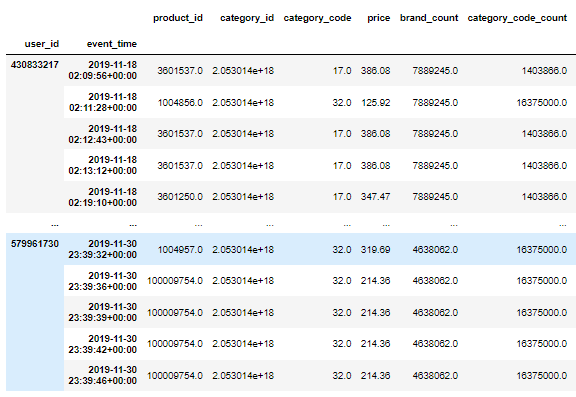 product_id category_id category_code price brand_count category_code_count
user_id event_time
430833217 2019-11-18 02:09:56+00:00 3601537.0 2.053014e+18 17.0 386.08 7889245.0 1403866.0
2019-11-18 02:11:28+00:00 1004856.0 2.053014e+18 32.0 125.92 7889245.0 16375000.0
2019-11-18 02:12:43+00:00 3601537.0 2.053014e+18 17.0 386.08 7889245.0 1403866.0
2019-11-18 02:13:12+00:00 3601537.0 2.053014e+18 17.0 386.08 7889245.0 1403866.0
2019-11-18 02:19:10+00:00 3601250.0 2.053014e+18 17.0 347.47 7889245.0 1403866.0
... ... ... ... ... ... ... ...
579961730 2019-11-30 23:39:32+00:00 1004957.0 2.053014e+18 32.0 319.69 4638062.0 16375000.0
2019-11-30 23:39:36+00:00 100009754.0 2.053014e+18 32.0 214.36 4638062.0 16375000.0
2019-11-30 23:39:39+00:00 100009754.0 2.053014e+18 32.0 214.36 4638062.0 16375000.0
2019-11-30 23:39:42+00:00 100009754.0 2.053014e+18 32.0 214.36 4638062.0 16375000.0
2019-11-30 23:39:46+00:00 100009754.0 2.053014e+18 32.0 214.36 4638062.0 16375000.0